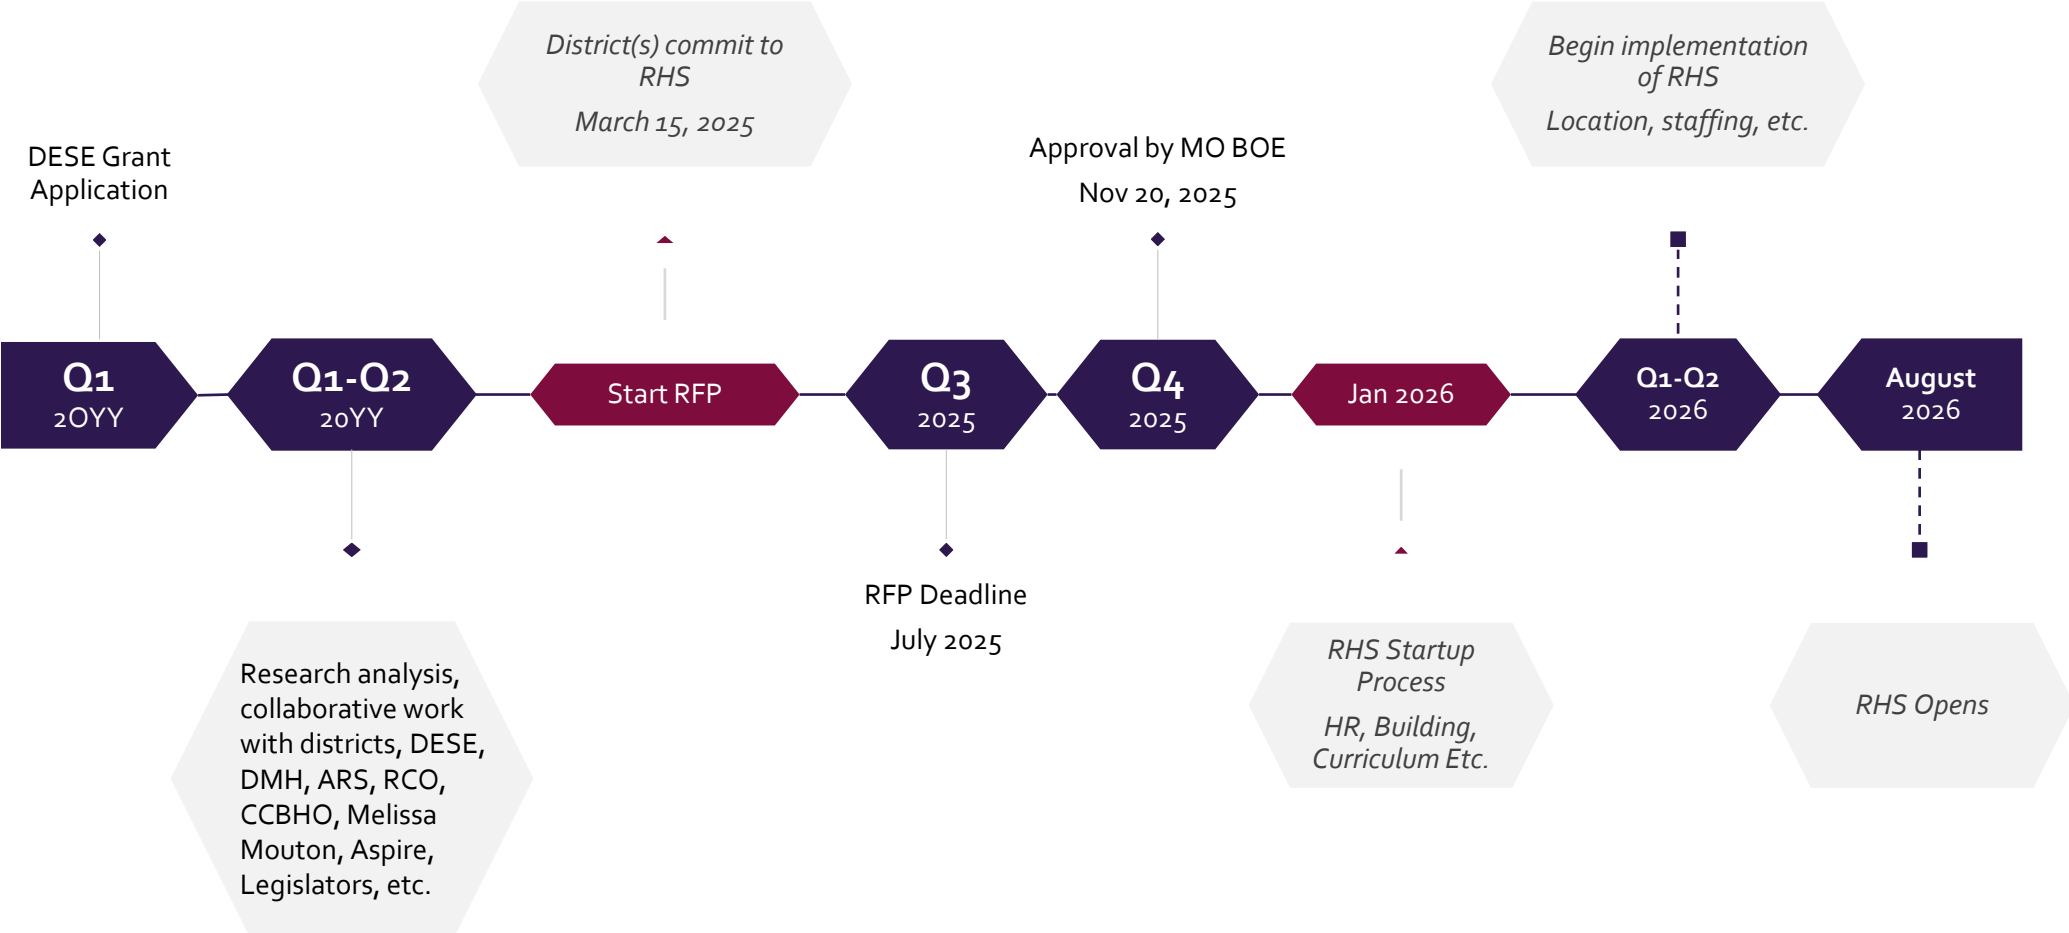 District(s) commit to
RHS
March 15, 2025
Begin implementation
of RHS
Location, staffing, etc.
DESE Grant
Application
Approval by MO BOE
Nov 20, 2025
Q1
2OYY
Q1-Q2
20YY
Start RFP
Q3
2025
Q4
2025
Jan 2026
Q1-Q2
2026
August
2026
Research analysis,
collaborative work
with districts, DESE,
DMH, ARS, RCO,
CCBHO, Melissa
Mouton, Aspire,
Legislators, etc.
RFP Deadline
July 2025
RHS Startup
Process
HR, Building,
Curriculum Etc.
RHS Opens